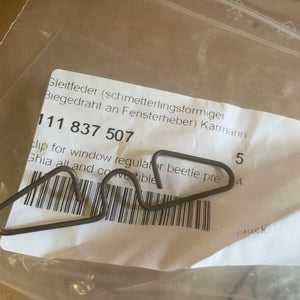 Gleitfeder (schmetterlingsförmiger
Biegedraht an Fensterheber) Karmann
111 837 507
5
clip for window regulator beetle pre
Ghia all and convertible
Stück